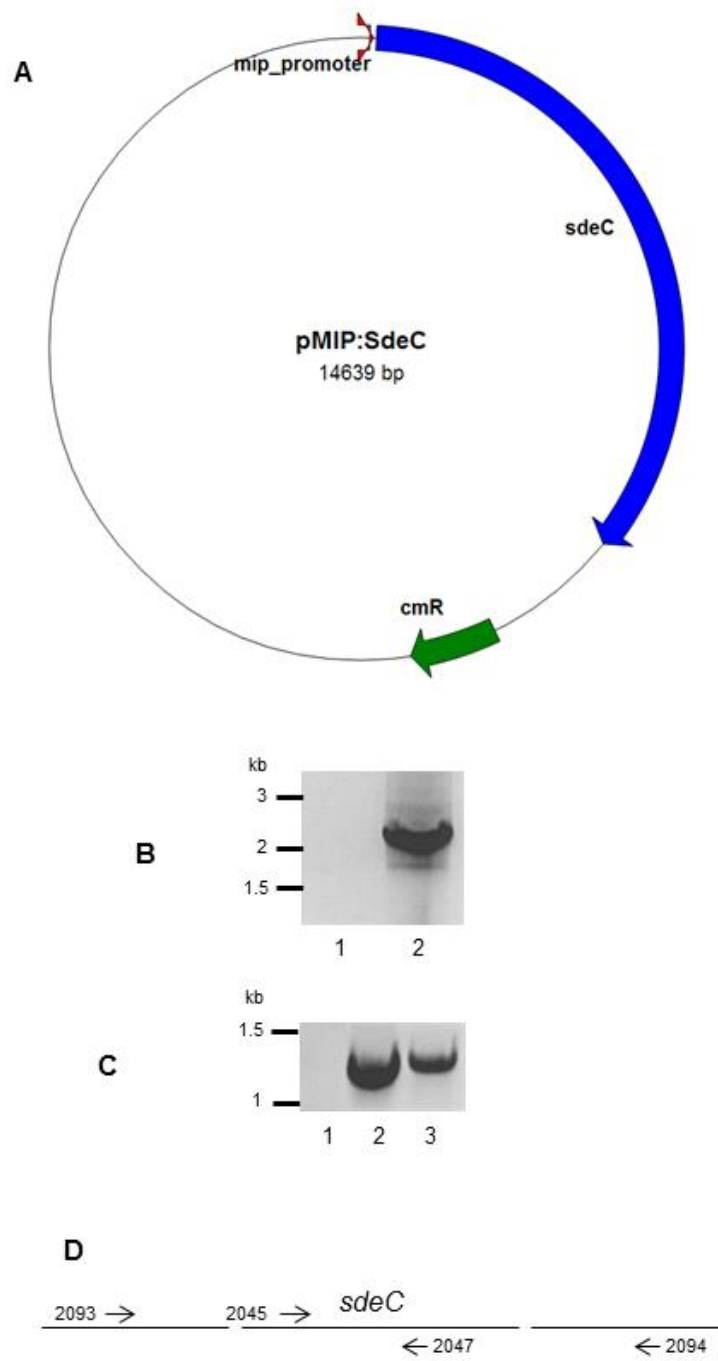 A
mip_promoter
sdeC
pMIP:SdeC
14639 bp
cmR
kb
3
2
1.5
B
1 2
kb
1.5
1
C
1 2 3
D
2093 → 2045 → sdeC
← 2047 ← 2094